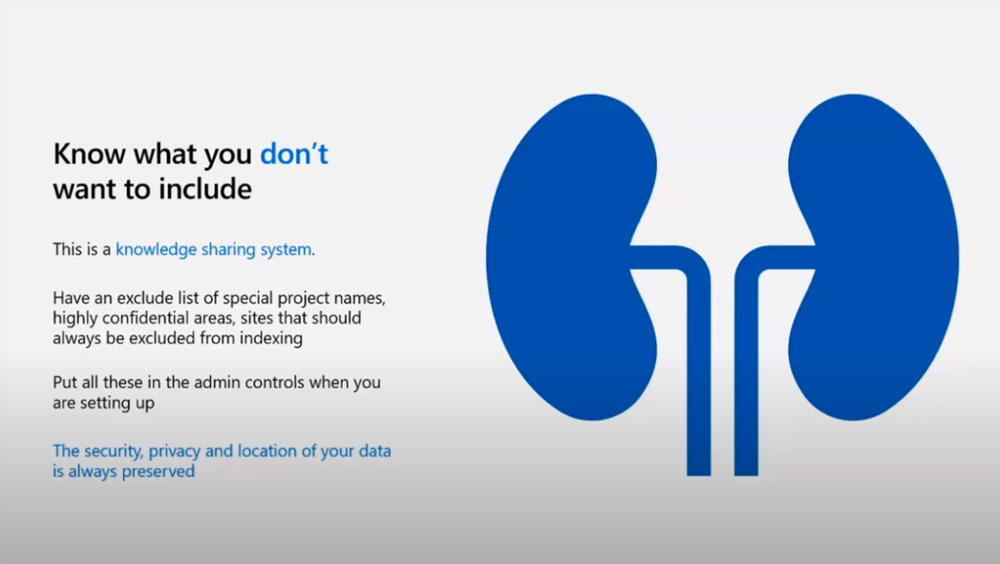 Know what you don't
want to include
This is a knowledge sharing system.
Have an exclude list of special project names,
highly confidential areas, sites that should
always be excluded from indexing
Put all these in the admin controls when you
are setting up
The security, privacy and location of your data
is always preserved